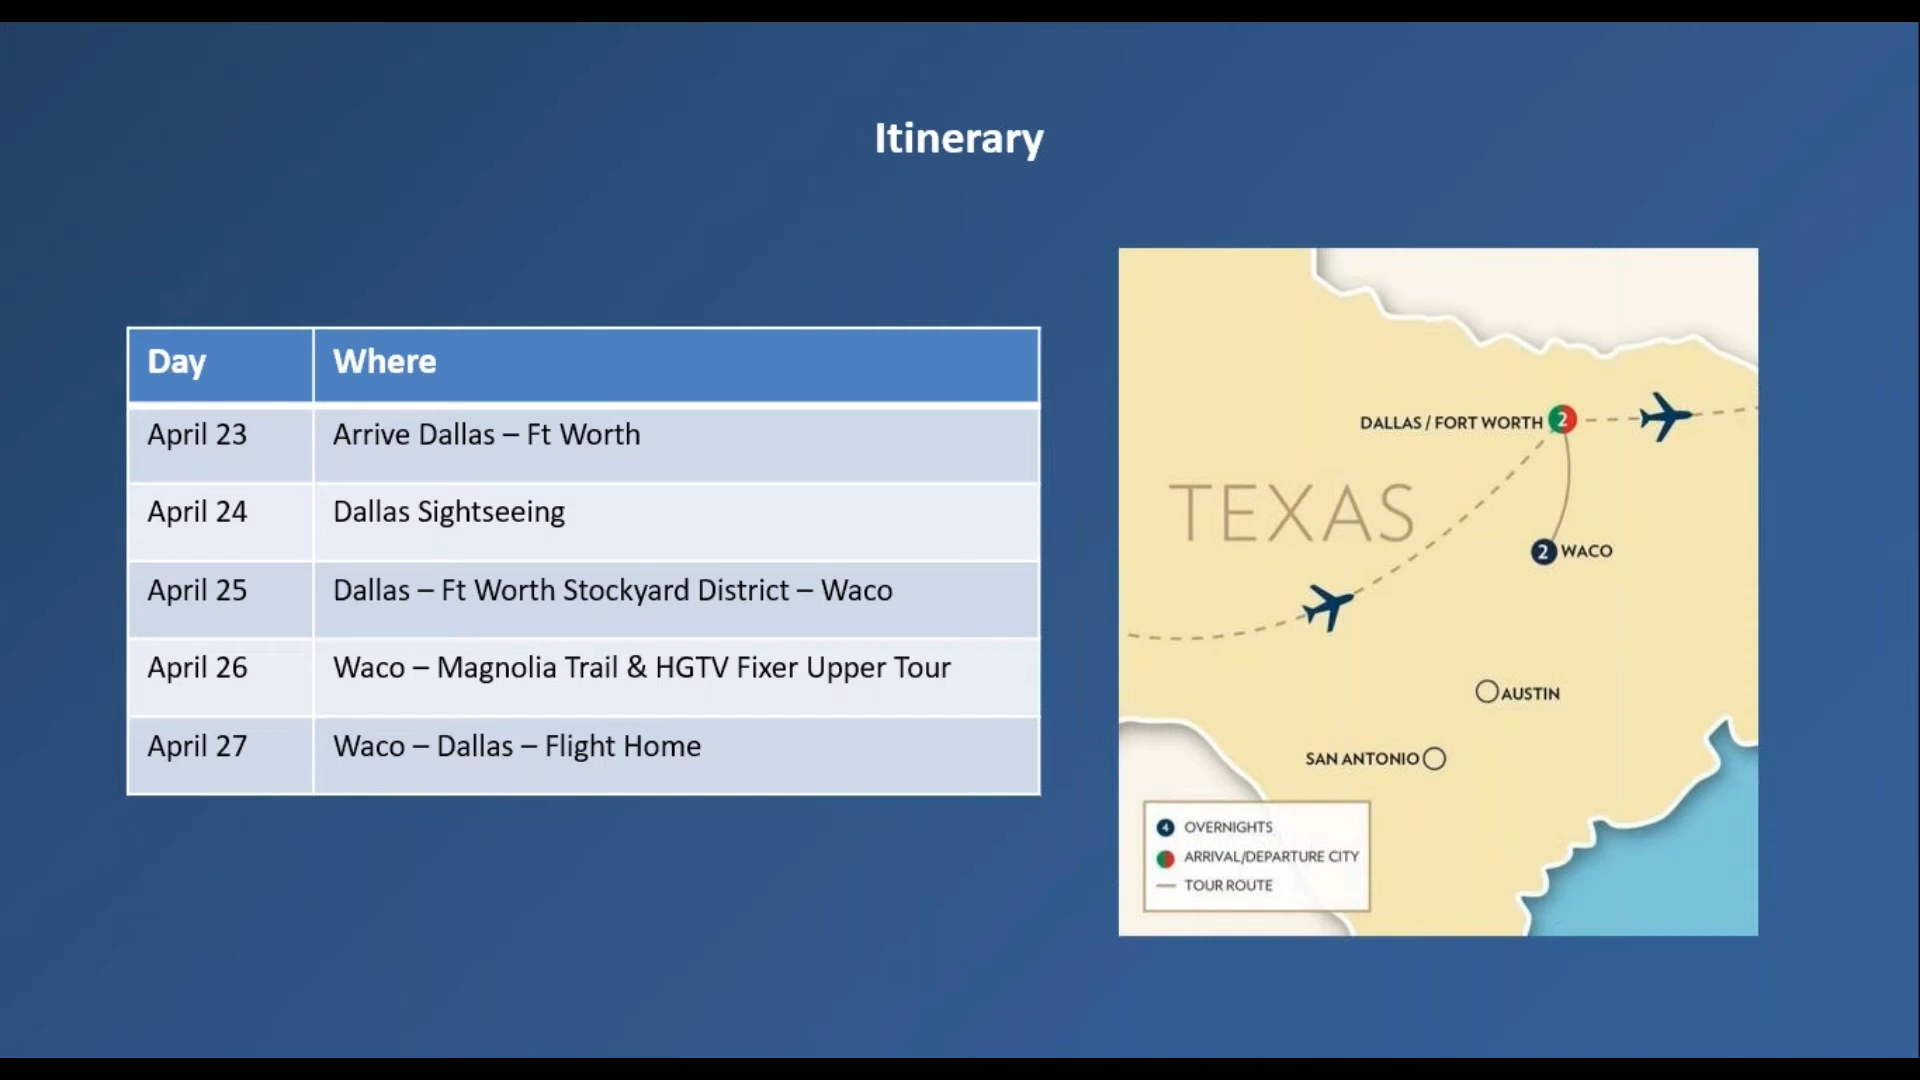 Itinerary
Day Where
April 23 Arrive Dallas – Ft Worth
April 24 Dallas Sightseeing
April 25 Dallas – Ft Worth Stockyard District – Waco
April 26 Waco – Magnolia Trail & HGTV Fixer Upper Tour
April 27 Waco – Dallas – Flight Home
DALLAS / FORT WORTH 2
TEXAS
2 WACO
AUSTIN
SAN ANTONIO
4 OVERNIGHTS
ARRIVAL/DEPARTURE CITY
TOUR ROUTE